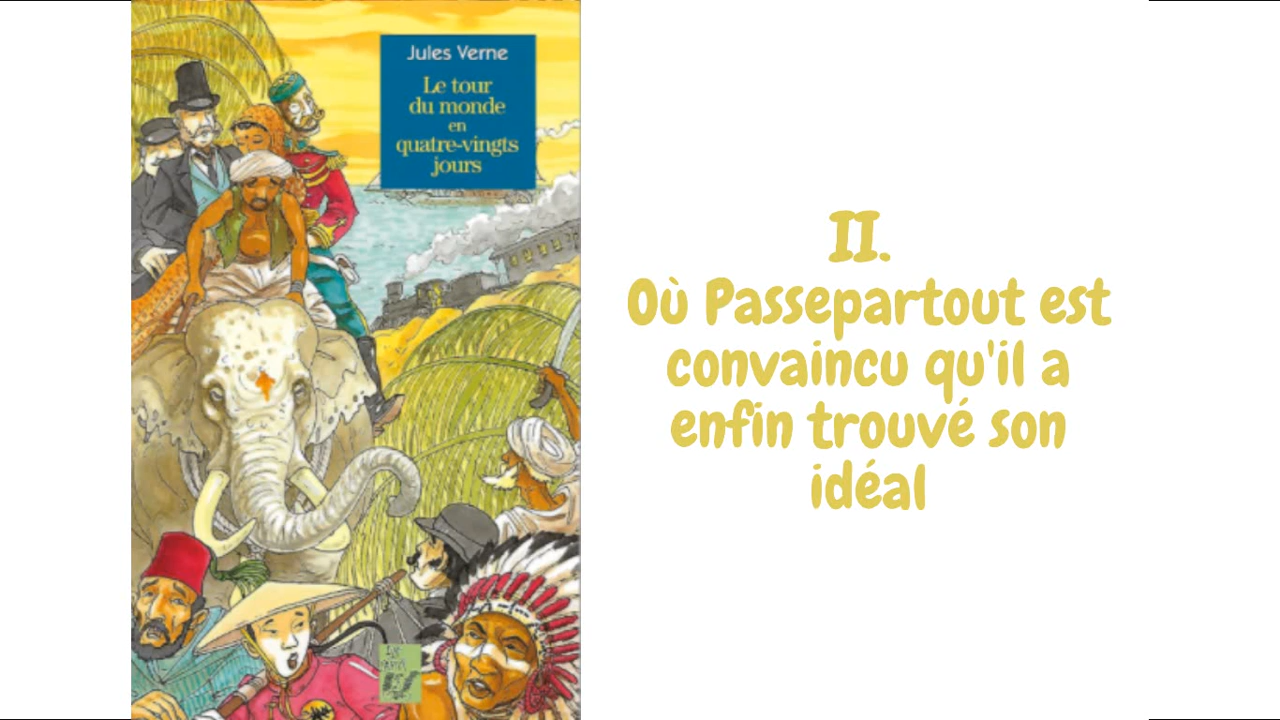 Jules Verne
Le tour
du monde
en
quatre-vingts
jours
II.
Où Passepartout est
convaincu qu'il a
enfin trouvé son
idéal